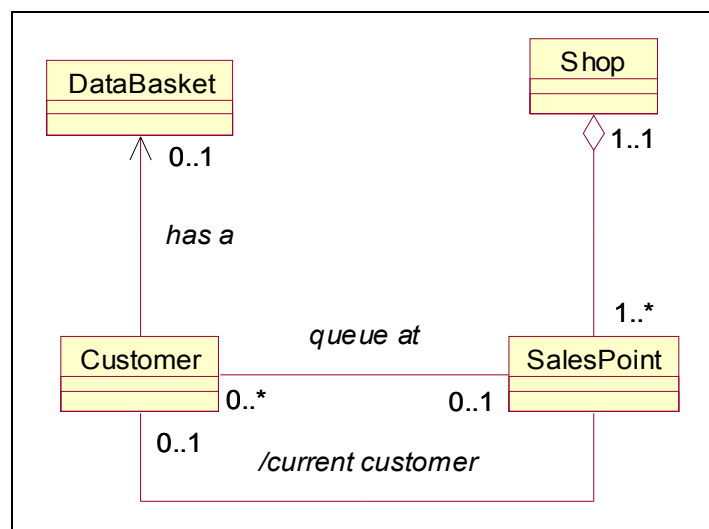 Shop
DataBasket
0..1
1..1
has a
1..*
queue at
Customer
SalesPoint
0..*
0..1
0..1
/current customer